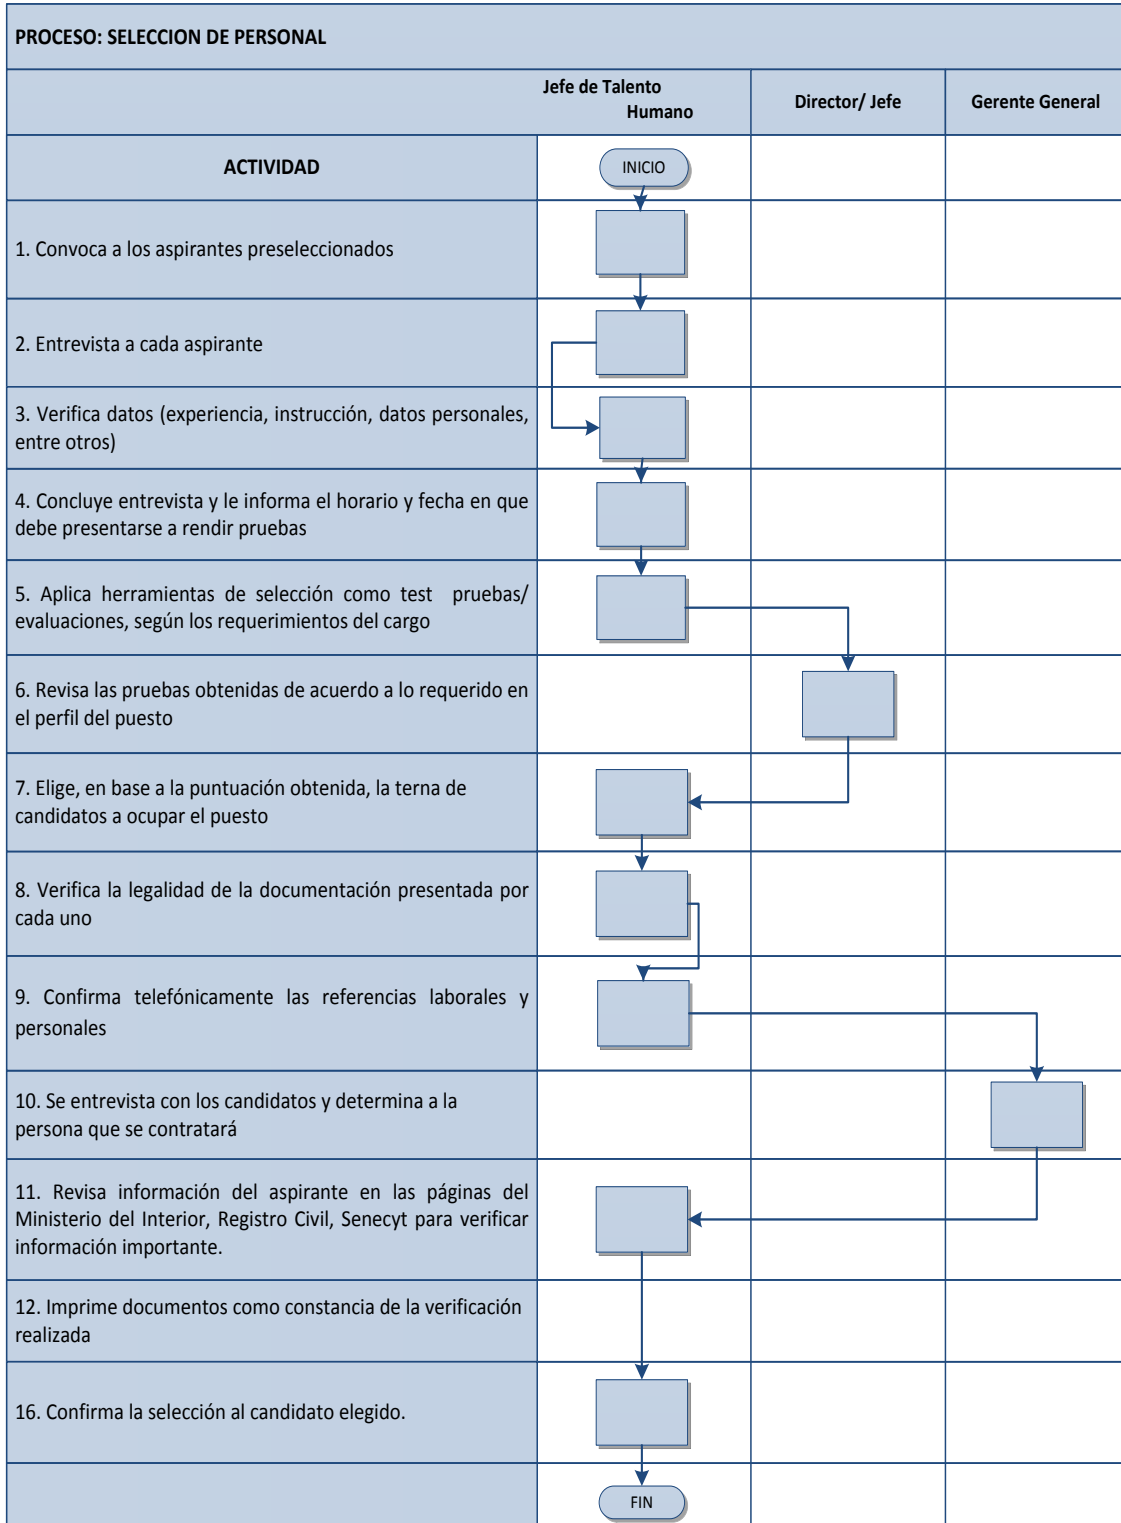 PROCESO: SELECCION DE PERSONAL
Jefe de Talento
Humano
Director/ Jefe
Gerente General
ACTIVIDAD
INICIO
1. Convoca a los aspirantes preseleccionados
2. Entrevista a cada aspirante
3. Verifica datos (experiencia, instrucción, datos personales,
entre otros)
4. Concluye entrevista y le informa el horario y fecha en que
debe presentarse a rendir pruebas
5. Aplica herramientas de selección como test pruebas/
evaluaciones, según los requerimientos del cargo
6. Revisa las pruebas obtenidas de acuerdo a lo requerido en
el perfil del puesto
7. Elige, en base a la puntuación obtenida, la terna de
candidatos a ocupar el puesto
8. Verifica la legalidad de la documentación presentada por
cada uno
9. Confirma telefónicamente las referencias laborales y
personales
10. Se entrevista con los candidatos y determina a la
persona que se contratará
11. Revisa información del aspirante en las páginas del
Ministerio del Interior, Registro Civil, Senecyt para verificar
información importante.
12. Imprime documentos como constancia de la verificación
realizada
16. Confirma la selección al candidato elegido.
FIN